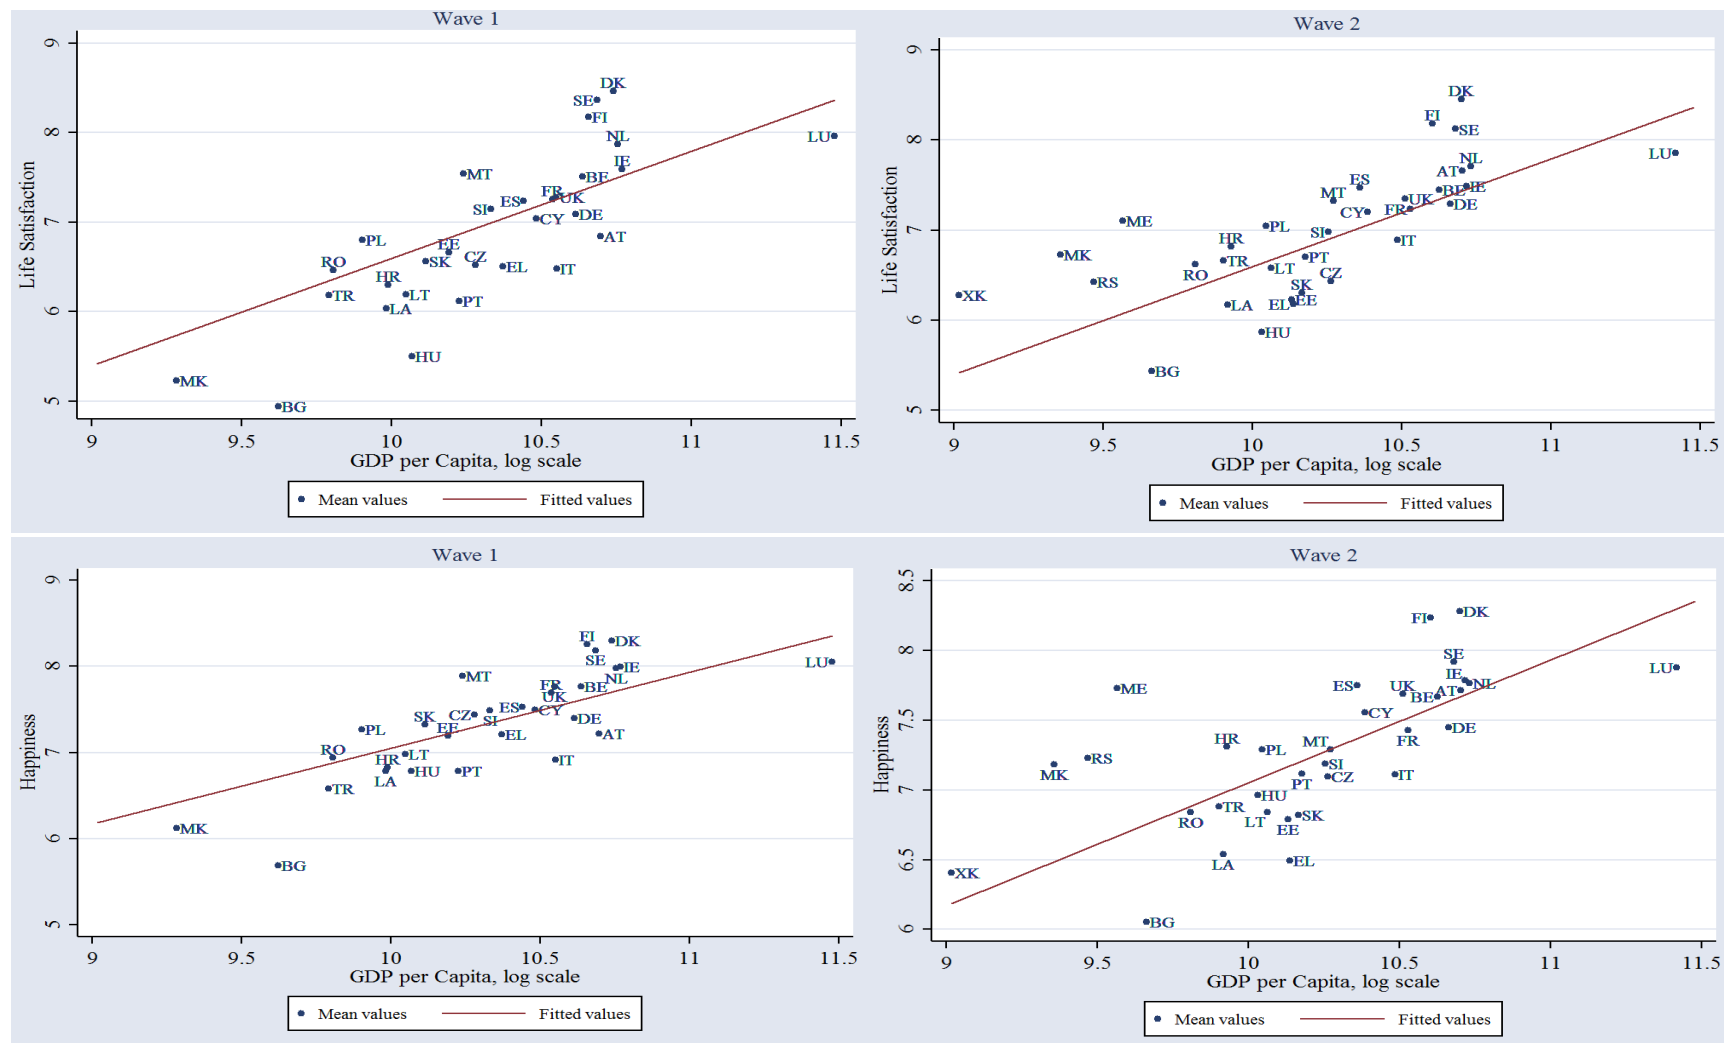 Wave 1
Life Satisfaction
9
8
7
6
5
DK
SE
FI
NL
LU
IE
MT
BE
FR
UK
ES
SI
CY
DE
AT
PL
EE
CZ
SK
EL
IT
RO
HR
TR
LT
PT
LA
HU
MK
BG
9 9.5 10 10.5 11 11.5
GDP per Capita, log scale
Mean values Fitted values
Wave 2
Life Satisfaction
9
8
7
6
5
DK
FI
SE
NL
LU
AT
ES
IE
BE
MT
UK
DE
CY
FR
ME
PL
SI
IT
HR
MK
PT
TR
RO
LT
CZ
RS
SK
XK
EE
EL
LA
HU
BG
9 9.5 10 10.5 11 11.5
GDP per Capita, log scale
Mean values Fitted values
Wave 1
Happiness
9
8
7
6
5
FI
DK
SE
IE
LU
NL
MT
FR
BE
UK
ES
CY
SK
CZ
SI
DE
PL
EE
EL
AT
RO
LT
HR
IT
LA
HU
PT
TR
MK
BG
9 9.5 10 10.5 11 11.5
GDP per Capita, log scale
Mean values Fitted values
Wave 2
Happiness
8.5
8
7.5
7
6.5
6
DK
FI
SE
LU
IE
NL
ME
ES
UK
AT
BE
CY
DE
FR
HR
MT
PL
RS
SI
MK
PT
CZ
IT
HU
TR
RO
LT
SK
EE
LA
EL
XK
BG
9 9.5 10 10.5 11 11.5
GDP per Capita, log scale
Mean values Fitted values